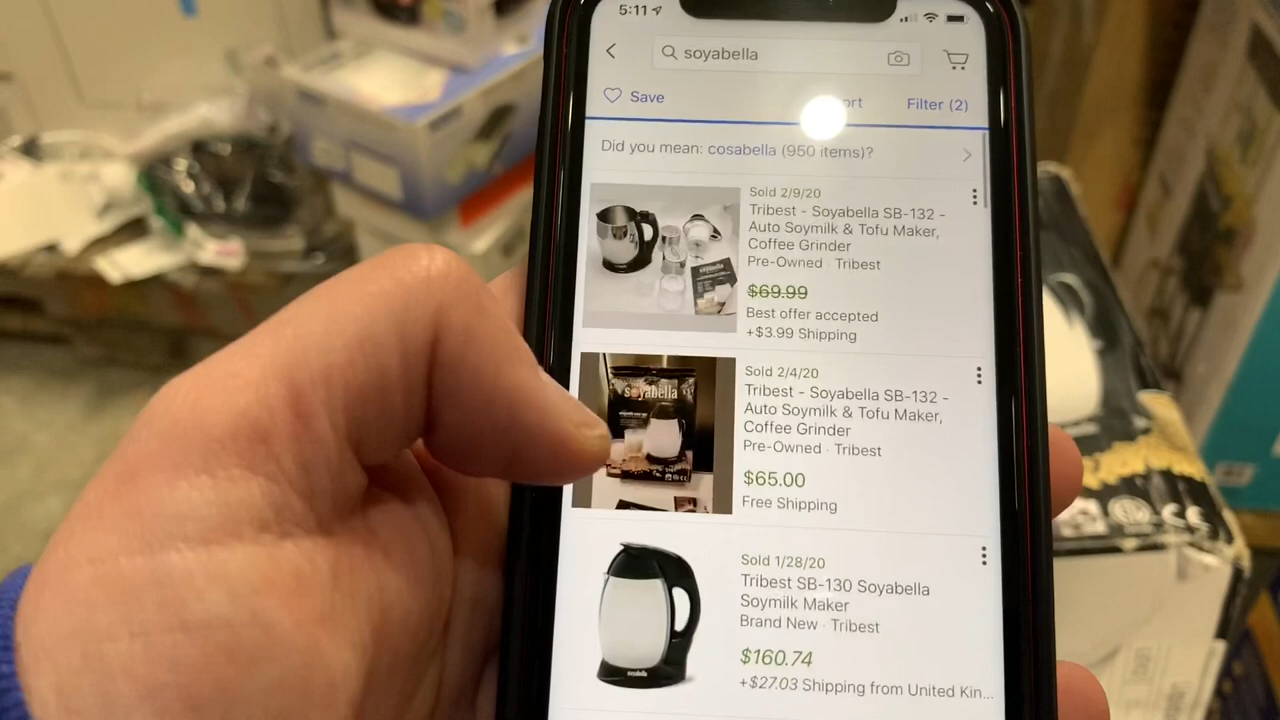 5:11
soyabella
Save
Filter (2)
Did you mean: cosabella (950 items)?
Sold 2/9/20
Tribest - Soyabella SB-132 -
Auto Soymilk & Tofu Maker,
Coffee Grinder
Pre-Owned · Tribest
$69.99
Best offer accepted
+$3.99 Shipping
Sold 2/4/20
Tribest - Soyabella SB-132 -
Auto Soymilk & Tofu Maker,
Coffee Grinder
Pre-Owned · Tribest
$65.00
Free Shipping
soyabella
Sold 1/28/20
Tribest SB-130 Soyabella
Soymilk Maker
Brand New · Tribest
$160.74
+$27.03 Shipping from United Kin...
soyabella
CE